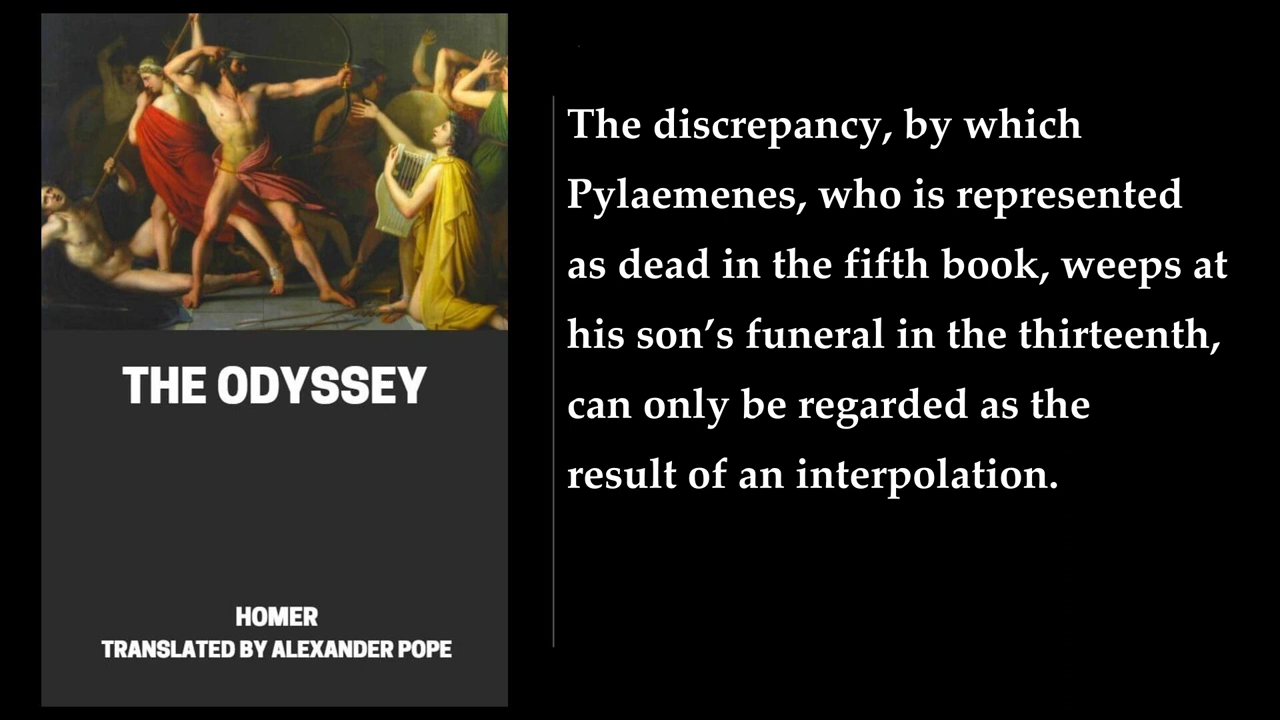 THE ODYSSEY
HOMER
TRANSLATED BY ALEXANDER POPE
The discrepancy, by which
Pylaemenes, who is represented
as dead in the fifth book, weeps at
his son’s funeral in the thirteenth,
can only be regarded as the
result of an interpolation.